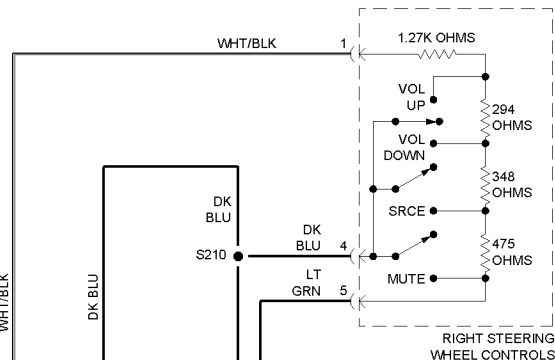 1.27K OHMS
WHT/BLK
1
VOL
UP
294
OHMS
VOL
DOWN
348
OHMS
DK
BLU
SRCE
DK
BLU
4
S210
475
OHMS
LT
GRN
5
MUTE
WHT/BLK
DK BLU
RIGHT STEERING
WHEEL CONTROLS